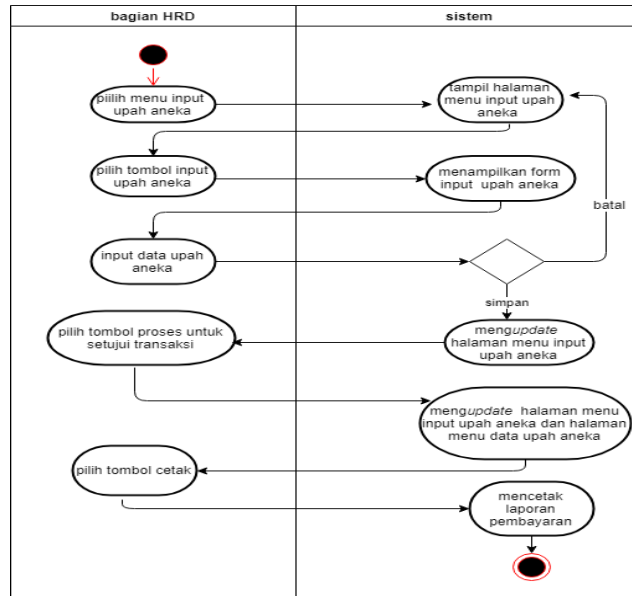 bagian HRD
sistem
piilih menu input
upah aneka
tampil halaman
menu input upah
aneka
pilih tombol input
upah aneka
menampilkan form
input upah aneka
batal
input data upah
aneka
simpan
pilih tombol proses untuk
setujui transaksi
mengupdate
halaman menu input
upah aneka
mengupdate halaman menu
input upah aneka dan halaman
menu data upah aneka
pilih tombol cetak
mencetak
laporan
pembayaran